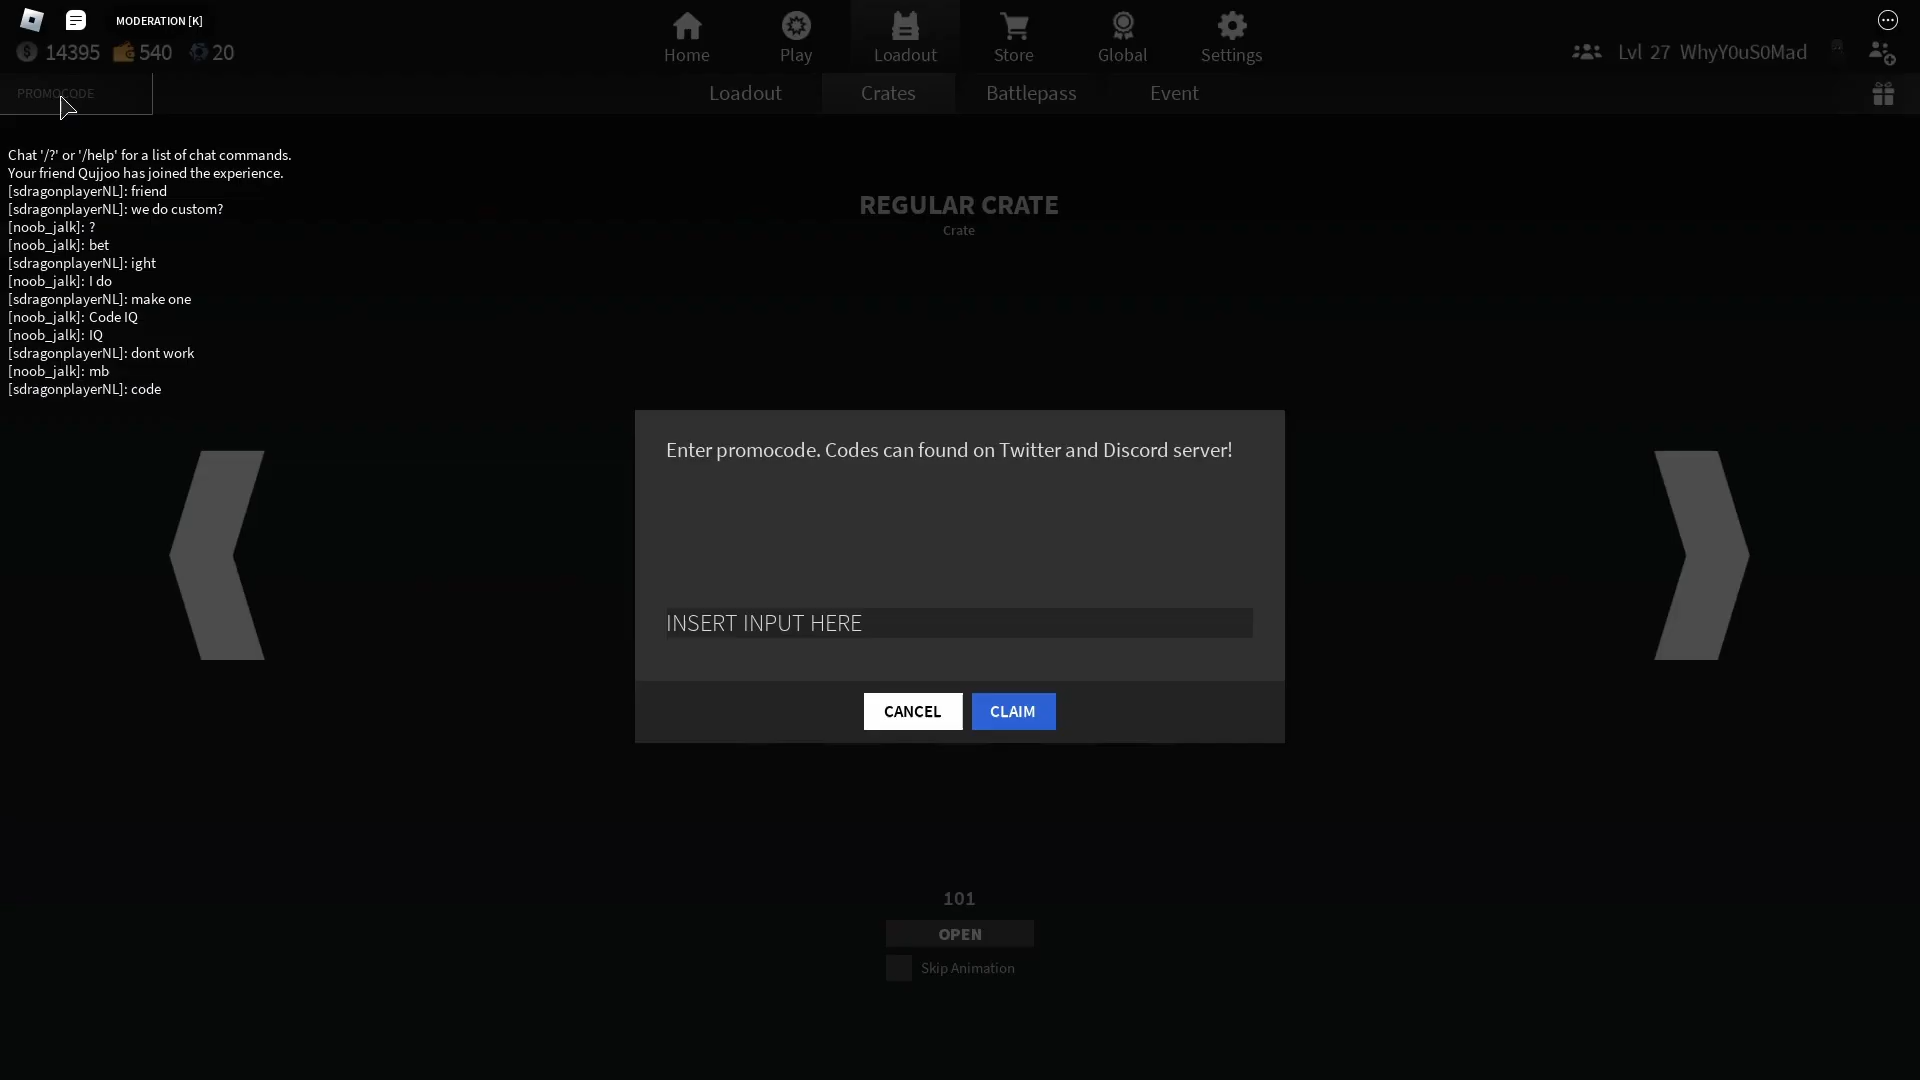 MODERATION [K]
14395 540 20
Home Play Loadout Store Global Settings
Lvl 27 WhyY0uS0Mad
PROMOCODE
Loadout Crates Battlepass Event
Chat '/?' or '/help' for a list of chat commands.
Your friend Qujjoo has joined the experience.
[sdragonplayerNL]: friend
[sdragonplayerNL]: we do custom?
[noob_jalk]: ?
[noob_jalk]: bet
[sdragonplayerNL]: ight
[noob_jalk]: I do
[sdragonplayerNL]: make one
[noob_jalk]: Code IQ
[noob_jalk]: IQ
[sdragonplayerNL]: dont work
[noob_jalk]: mb
[sdragonplayerNL]: code
REGULAR CRATE
Crate
Enter promocode. Codes can found on Twitter and Discord server!
INSERT INPUT HERE
CANCEL CLAIM
101
OPEN
Skip Animation